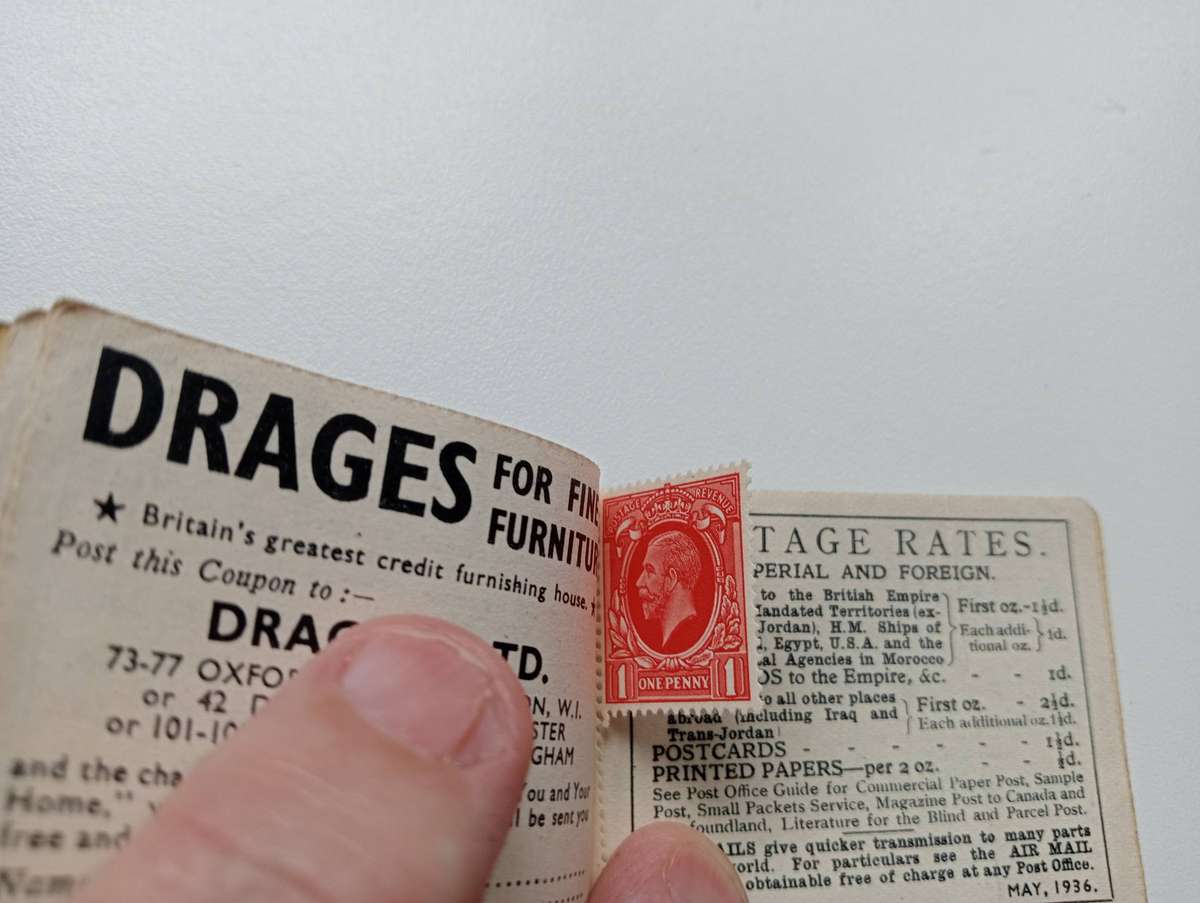 DRAGES FOR FINE
FURNITU
★ Britain's greatest credit furnishing house. ★
Post this Coupon to :—
DRAG TD.
73-77 OXFO N, W.1.
or 42 D STER
or 101-10 GHAM
and the cha ou and Your
Home," ll be sent you
free and
Nam
POSTAGE REVENUE
1 ONE PENNY 1
TAGE RATES.
PERIAL AND FOREIGN.
to the British Empire
andated Territories (ex-
Jordan), H.M. Ships of
, Egypt, U.S.A. and the
al Agencies in Morocco
First oz.-1½d.
Each addi-
tional oz.
1d.
DS to the Empire, &c. - - 1d.
o all other places
abroad (including Iraq and
Trans-Jordan)
First oz. - 2½d.
Each additional oz. 1½d.
POSTCARDS - - - - - - 1½d.
PRINTED PAPERS—per 2 oz. - - ½d.
See Post Office Guide for Commercial Paper Post, Sample
Post, Small Packets Service, Magazine Post to Canada and
foundland, Literature for the Blind and Parcel Post.
AILS give quicker transmission to many parts
world. For particulars see the AIR MAIL
obtainable free of charge at any Post Office.
MAY, 1936.